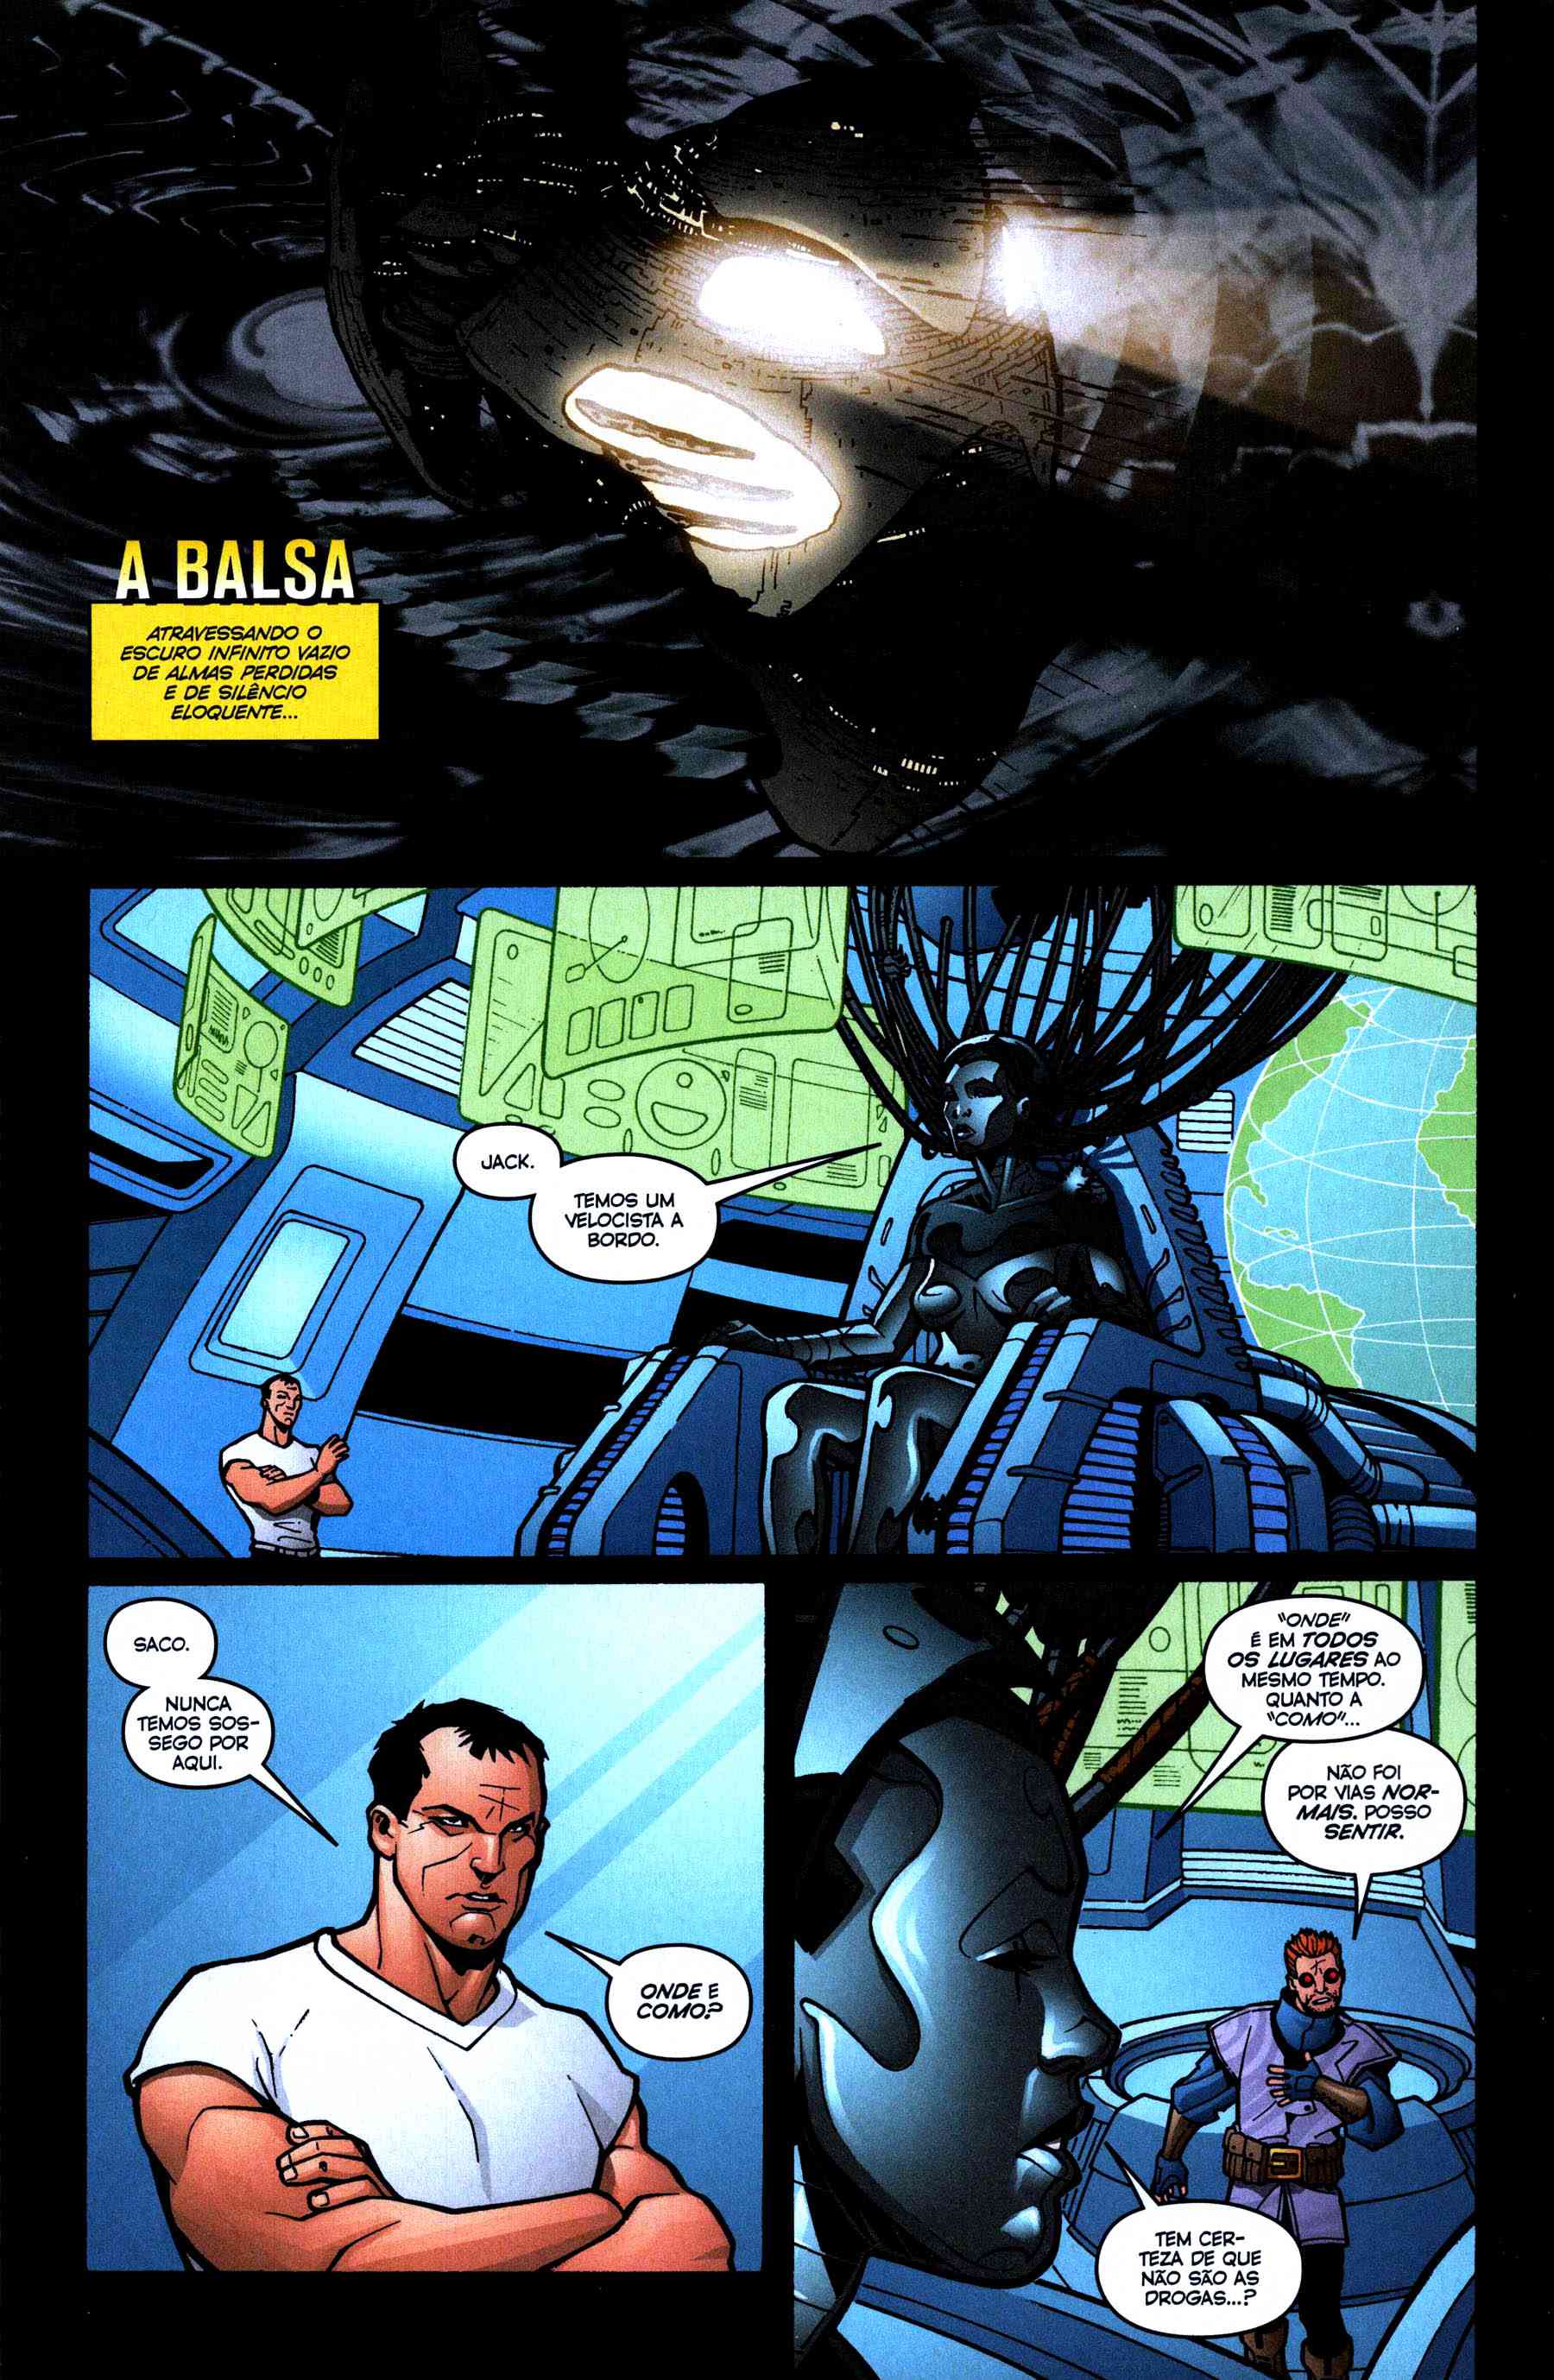 A BALSA
ATRAVESSANDO O
ESCURO INFINITO VAZIO
DE ALMAS PERDIDAS
E DE SILÊNCIO
ELOQUENTE...
JACK.
TEMOS UM
VELOCISTA A
BORDO.
SACO.
NUNCA
TEMOS SOS-
SEGO POR
AQUI.
ONDE E
COMO?
"ONDE"
É EM TODOS
OS LUGARES AO
MESMO TEMPO.
QUANTO A
"COMO"...
NÃO FOI
POR VIAS NOR-
MAIS. POSSO
SENTIR.
TEM CER-
TEZA DE QUE
NÃO SÃO AS
DROGAS...?